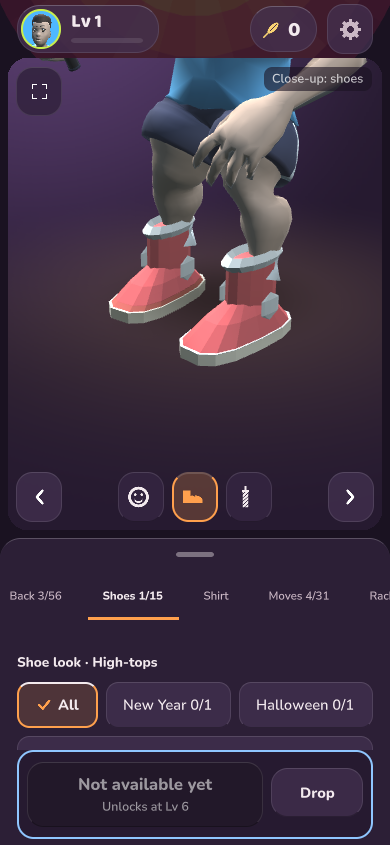 Lv 1
0
Close-up: shoes
Back 3/56
Shoes 1/15
Shirt
Moves 4/31
Shoe look · High-tops
All
New Year 0/1
Halloween 0/1
Not available yet
Unlocks at Lv 6
Drop